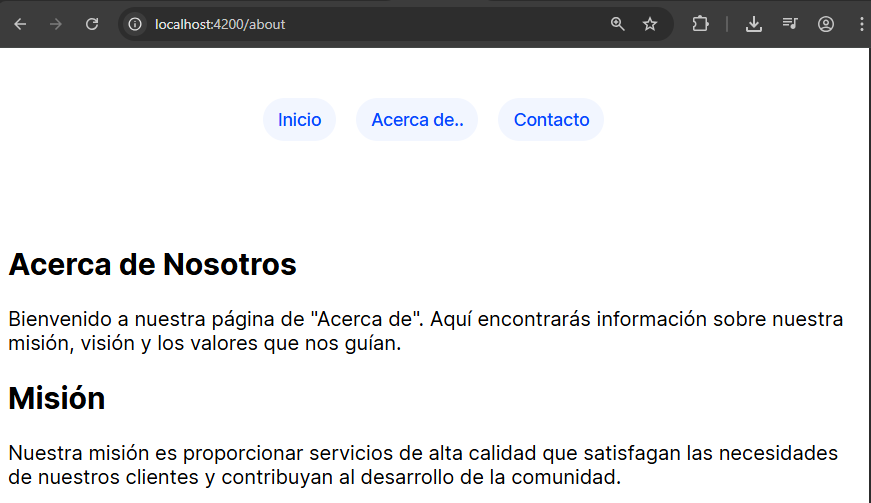 localhost:4200/about
Inicio Acerca de.. Contacto
Acerca de Nosotros
Bienvenido a nuestra página de "Acerca de". Aquí encontrarás información sobre nuestra
misión, visión y los valores que nos guían.
Misión
Nuestra misión es proporcionar servicios de alta calidad que satisfagan las necesidades
de nuestros clientes y contribuyan al desarrollo de la comunidad.